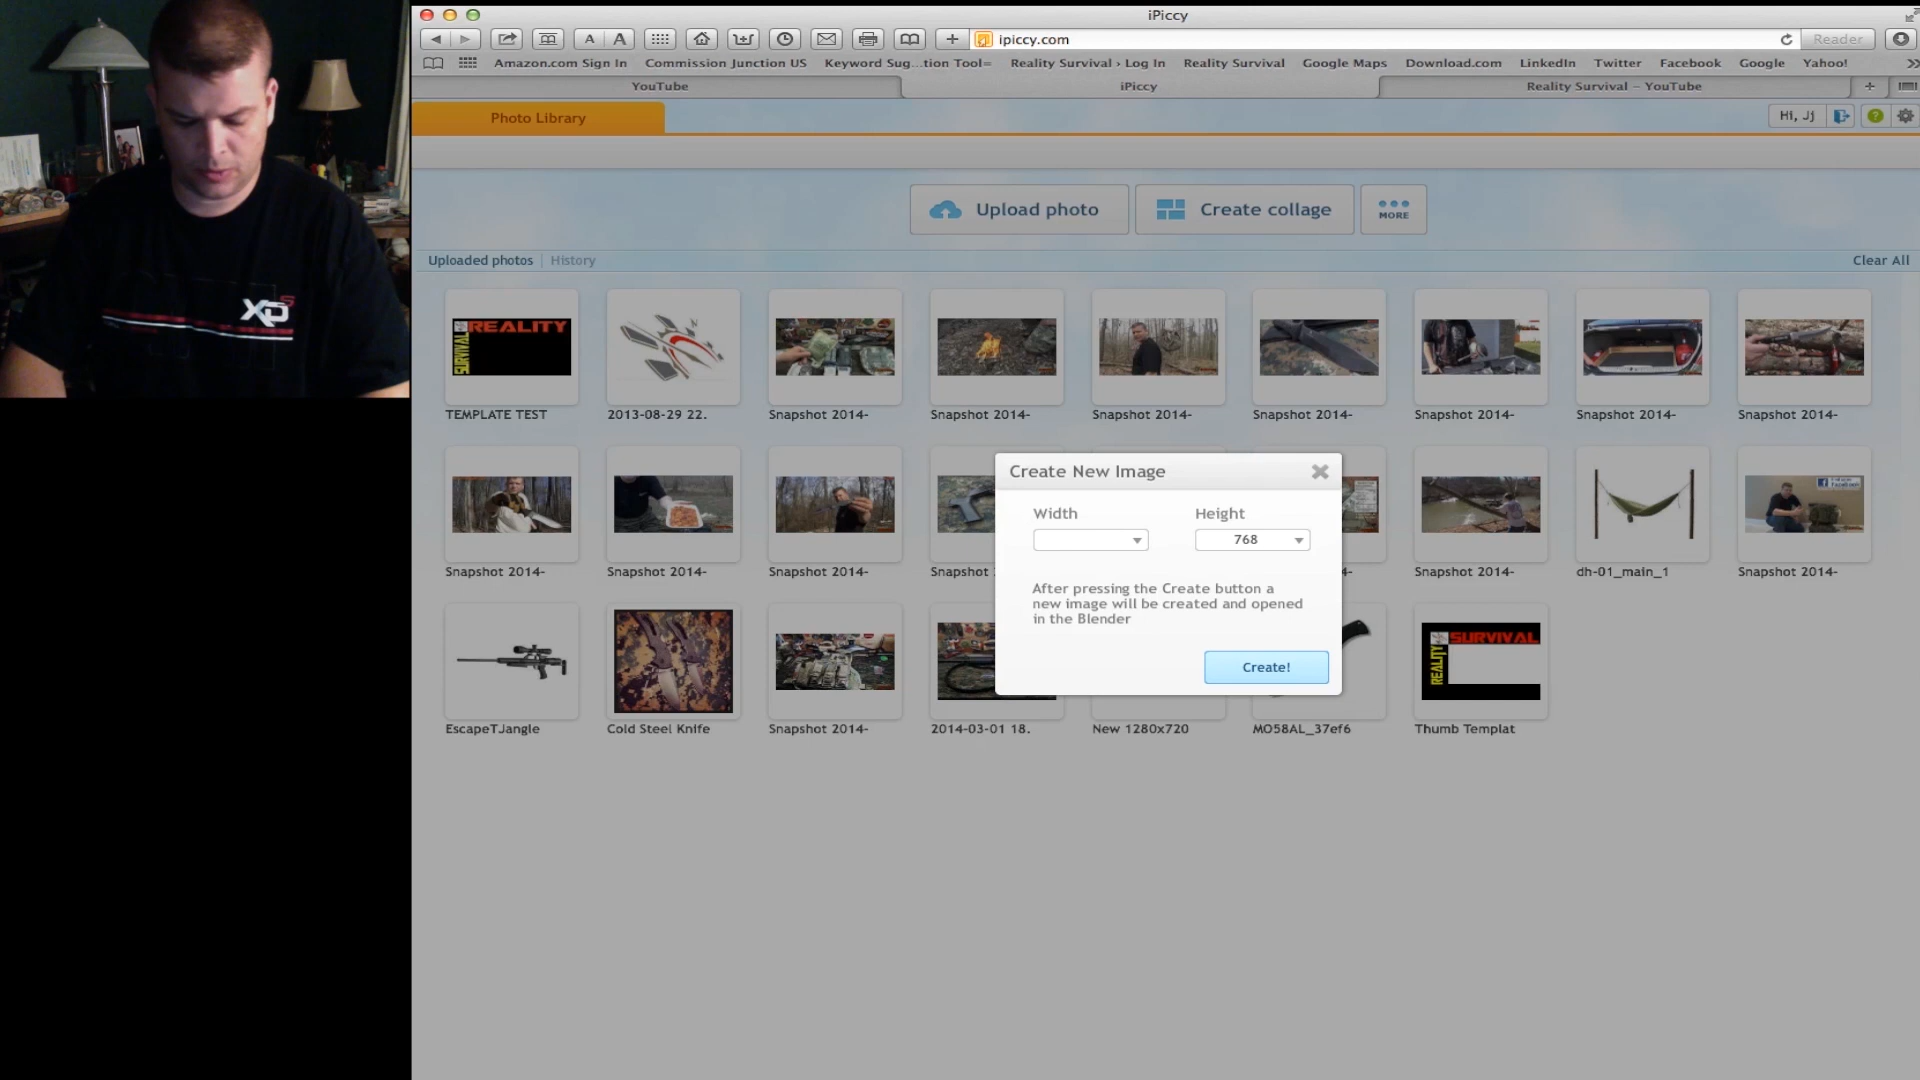 iPiccy
ipiccy.com
Reader
Amazon.com Sign In
Commission Junction US
Keyword Sug...tion Tool=
Reality Survival › Log In
Reality Survival
Google Maps
Download.com
LinkedIn
Twitter
Facebook
Google
Yahoo!
YouTube
iPiccy
Reality Survival – YouTube
Photo Library
Hi, Jj
Upload photo
Create collage
MORE
Uploaded photos
History
Clear All
REALITY
SURVIVAL
TEMPLATE TEST
2013-08-29 22.
Snapshot 2014-
Snapshot 2014-
Snapshot 2014-
Snapshot 2014-
Snapshot 2014-
Snapshot 2014-
Snapshot 2014-
Snapshot 2014-
Snapshot 2014-
Snapshot 2014-
Snapshot
Snapshot 2014-
dh-01_main_1
Snapshot 2014-
Create New Image
Width
Height
768
After pressing the Create button a
new image will be created and opened
in the Blender
Create!
SURVIVAL
REALITY
EscapeTJangle
Cold Steel Knife
Snapshot 2014-
2014-03-01 18.
New 1280x720
MO58AL_37ef6
Thumb Templat
XDS